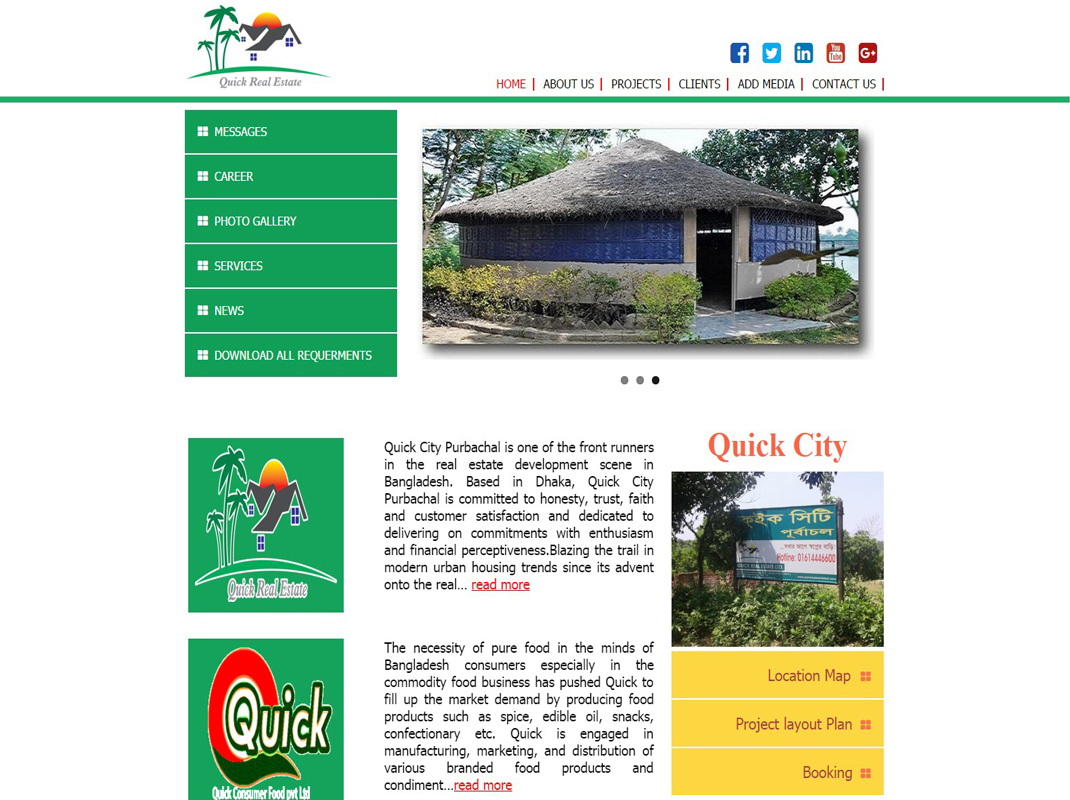 Quick Real Estate
HOME
ABOUT US
PROJECTS
CLIENTS
ADD MEDIA
CONTACT US
MESSAGES
CAREER
PHOTO GALLERY
SERVICES
NEWS
DOWNLOAD ALL REQUERMENTS
Quick Real Estate
Quick City Purbachal is one of the front runners
in the real estate development scene in
Bangladesh. Based in Dhaka, Quick City
Purbachal is committed to honesty, trust, faith
and customer satisfaction and dedicated to
delivering on commitments with enthusiasm
and financial perceptiveness.Blazing the trail in
modern urban housing trends since its advent
onto the real... read more
Quick
Quick Consumer Food pvt Ltd
The necessity of pure food in the minds of
Bangladesh consumers especially in the
commodity food business has pushed Quick to
fill up the market demand by producing food
products such as spice, edible oil, snacks,
confectionary etc. Quick is engaged in
manufacturing, marketing, and distribution of
various branded food products and
condiment...read more
Quick City
কুইক সিটি
পূর্বাচল
Hotline: 01614446600
Location Map
Project layout Plan
Booking